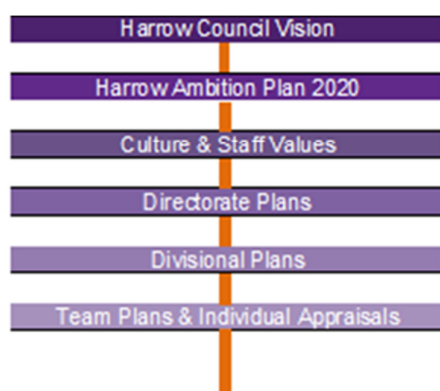 Harrow Council Vision
Harrow Ambition Plan 2020
Culture & Staff Values
Directorate Plans
Divisional Plans
Team Plans & Individual Appraisals